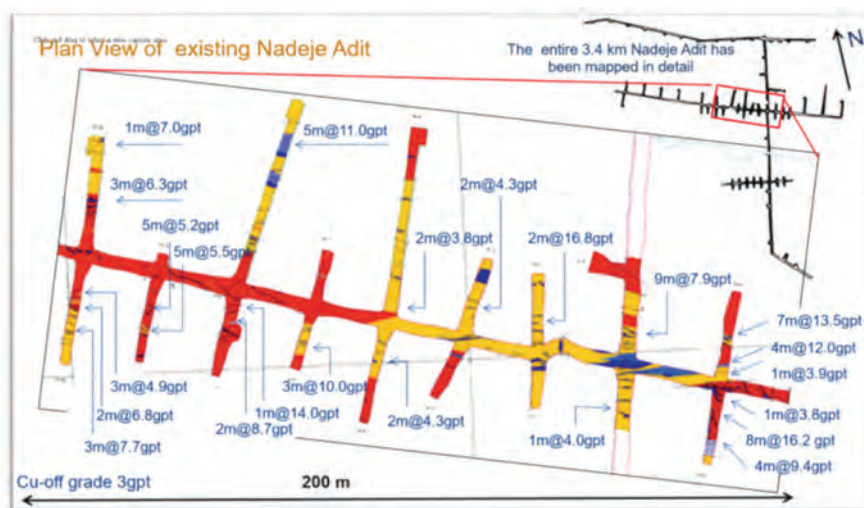 Plan View of existing Nadeje Adit
The entire 3.4 km Nadeje Adit has
been mapped in detail
N
1m@7.0gpt
5m@11.0gpt
3m@6.3gpt
2m@4.3gpt
5m@5.2gpt
5m@5.5gpt
2m@3.8gpt
2m@16.8gpt
9m@7.9gpt
7m@13.5gpt
4m@12.0gpt
1m@3.9gpt
3m@4.9gpt
3m@10.0gpt
1m@3.8gpt
2m@6.8gpt
1m@14.0gpt
2m@4.3gpt
2m@8.7gpt
1m@4.0gpt
8m@16.2 gpt
3m@7.7gpt
4m@9.4gpt
Cu-off grade 3gpt
200 m